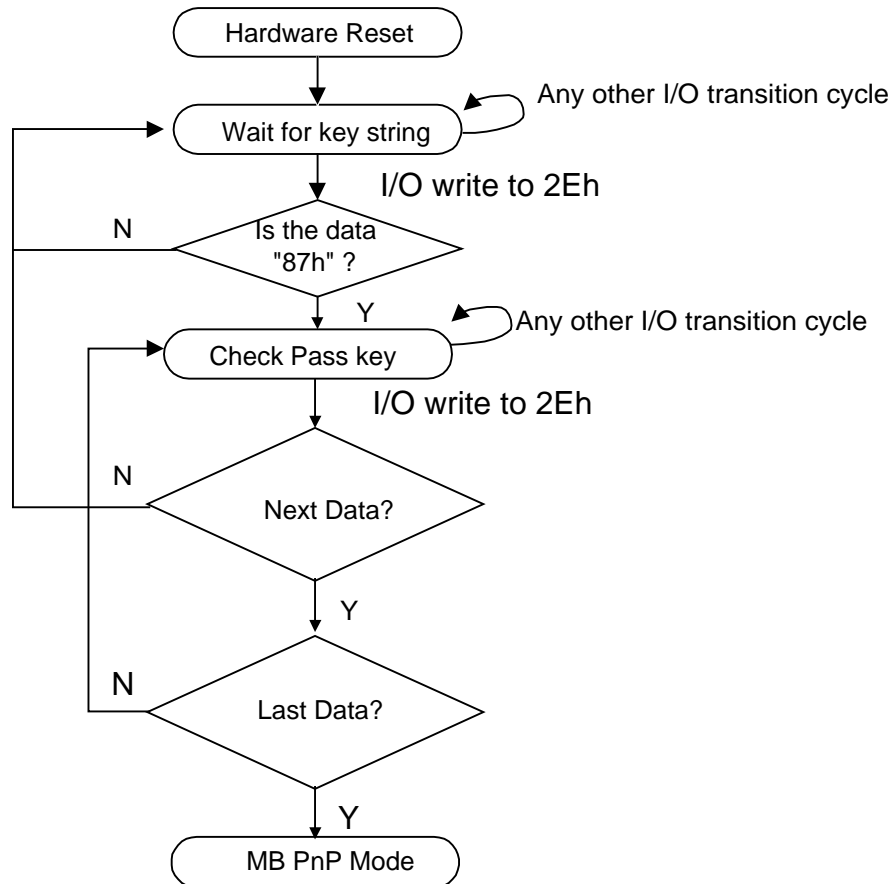 Hardware Reset
Any other I/O transition cycle
Wait for key string
I/O write to 2Eh
N
Is the data
"87h" ?
Y
Any other I/O transition cycle
Check Pass key
I/O write to 2Eh
N
Next Data?
Y
N
Last Data?
Y
MB PnP Mode